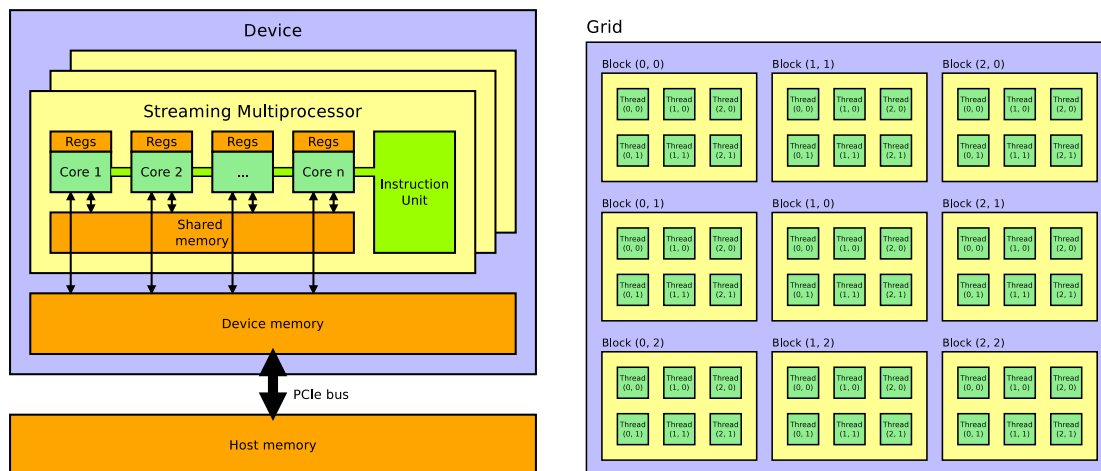 Device
Streaming Multiprocessor
Regs
Regs
Regs
Regs
Core 1
Core 2
...
Core n
Instruction
Unit
Shared
memory
Device memory
PCIe bus
Host memory
Grid
Block (0, 0)
Thread
(0, 0)
Thread
(1, 0)
Thread
(2, 0)
Thread
(0, 1)
Thread
(1, 1)
Thread
(2, 1)
Block (1, 1)
Thread
(0, 0)
Thread
(1, 0)
Thread
(2, 0)
Thread
(0, 1)
Thread
(1, 1)
Thread
(2, 1)
Block (2, 0)
Thread
(0, 0)
Thread
(1, 0)
Thread
(2, 0)
Thread
(0, 1)
Thread
(1, 1)
Thread
(2, 1)
Block (0, 1)
Thread
(0, 0)
Thread
(1, 0)
Thread
(2, 0)
Thread
(0, 1)
Thread
(1, 1)
Thread
(2, 1)
Block (1, 0)
Thread
(0, 0)
Thread
(1, 0)
Thread
(2, 0)
Thread
(0, 1)
Thread
(1, 1)
Thread
(2, 1)
Block (2, 1)
Thread
(0, 0)
Thread
(1, 0)
Thread
(2, 0)
Thread
(0, 1)
Thread
(1, 1)
Thread
(2, 1)
Block (0, 2)
Thread
(0, 0)
Thread
(1, 0)
Thread
(2, 0)
Thread
(0, 1)
Thread
(1, 1)
Thread
(2, 1)
Block (1, 2)
Thread
(0, 0)
Thread
(1, 0)
Thread
(2, 0)
Thread
(0, 1)
Thread
(1, 1)
Thread
(2, 1)
Block (2, 2)
Thread
(0, 0)
Thread
(1, 0)
Thread
(2, 0)
Thread
(0, 1)
Thread
(1, 1)
Thread
(2, 1)